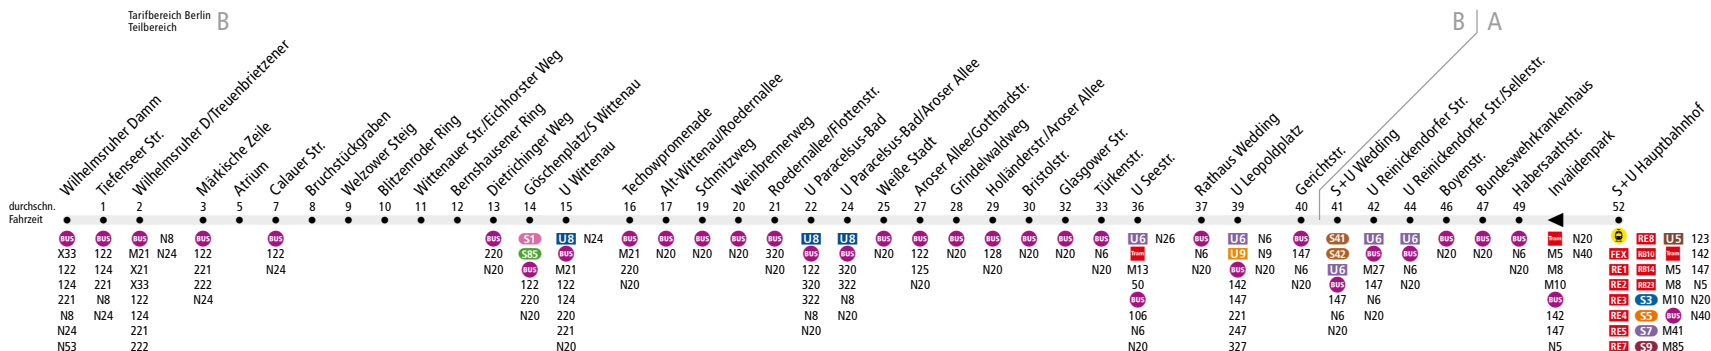 Tarifbereich Berlin B
Teilbereich
B A
durchschn.
Fahrzeit
Wilhelmsruher Damm
BUS
X33
122
124
221
N8
N24
N53
Tiefenseer Str.
1
BUS
122
124
221
N8
N24
Wilhelmsruher D/Treuenbrietzener
2
BUS N8
M21 N24
X21
X33
122
124
221
222
Märkische Zeile
3
BUS
122
221
222
N24
Atrium
5
Calauer Str.
7
BUS
122
N24
Bruchstückgraben
8
Welzower Steig
9
Blitzenroder Ring
10
Wittenauer Str./Eichhorster Weg
11
Bernshausener Ring
12
Dietrichinger Weg
13
BUS
220
N20
Göschenplatz/S Wittenau
14
S1
S85
BUS
122
220
N20
U Wittenau
15
U8 N24
BUS
M21
122
124
220
221
N20
Techowpromenade
16
BUS
M21
220
N20
Alt-Wittenau/Roedernallee
17
BUS
N20
Schmitzweg
19
BUS
N20
Weinbrennerweg
20
BUS
N20
Roedernallee/Flottenstr.
21
BUS
320
N20
U Paracelsus-Bad
22
U8
BUS
122
320
322
N8
N20
U Paracelsus-Bad/Aroser Allee
24
U8
BUS
320
322
N8
N20
Weiße Stadt
25
BUS
N20
Aroser Allee/Gotthardstr.
27
BUS
122
125
N20
Grindelwaldweg
28
BUS
N20
Holländerstr./Aroser Allee
29
BUS
128
N20
Bristolstr.
30
BUS
N20
Glasgower Str.
32
BUS
N20
Türkenstr.
33
BUS
N6
N20
U Seestr.
36
U6 N26
Tram
M13
50
BUS
106
N6
N20
Rathaus Wedding
37
BUS
N6
N20
U Leopoldplatz
39
U6 N6
U9 N9
BUS N20
142
147
221
247
327
Gerichtstr.
40
BUS
147
N6
N20
S+U Wedding
41
S41
S42
U6
BUS
147
N6
N20
U Reinickendorfer Str.
42
U6
BUS
M27
147
N6
N20
U Reinickendorfer Str./Sellerstr.
44
U6
BUS
N6
N20
Boyenstr.
46
BUS
N20
Bundeswehrkrankenhaus
47
BUS
N20
Habersaathstr.
49
BUS
N6
N20
Invalidenpark
Tram N20
M5 N40
M8
M10
BUS
142
147
N5
S+U Hauptbahnhof
52
RE8 U5 123
FEX RB10 Tram 142
RE1 RB14 M5 147
RE2 RB23 M8 N5
RE3 S3 M10 N20
RE4 S5 BUS N40
RE5 S7 M41
RE7 S9 M85